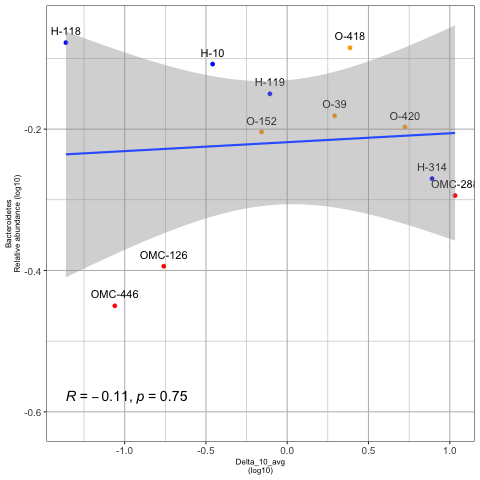 H-118
O-418
H-10
H-119
O-39
O-152
O-420
H-314
OMC-288
OMC-126
OMC-446
R = − 0.11, p = 0.75
-0.2
-0.4
-0.6
-1.0
-0.5
0.0
0.5
1.0
Bacteroidetes
Relative abundance (log10)
Delta_10_avg
(log10)